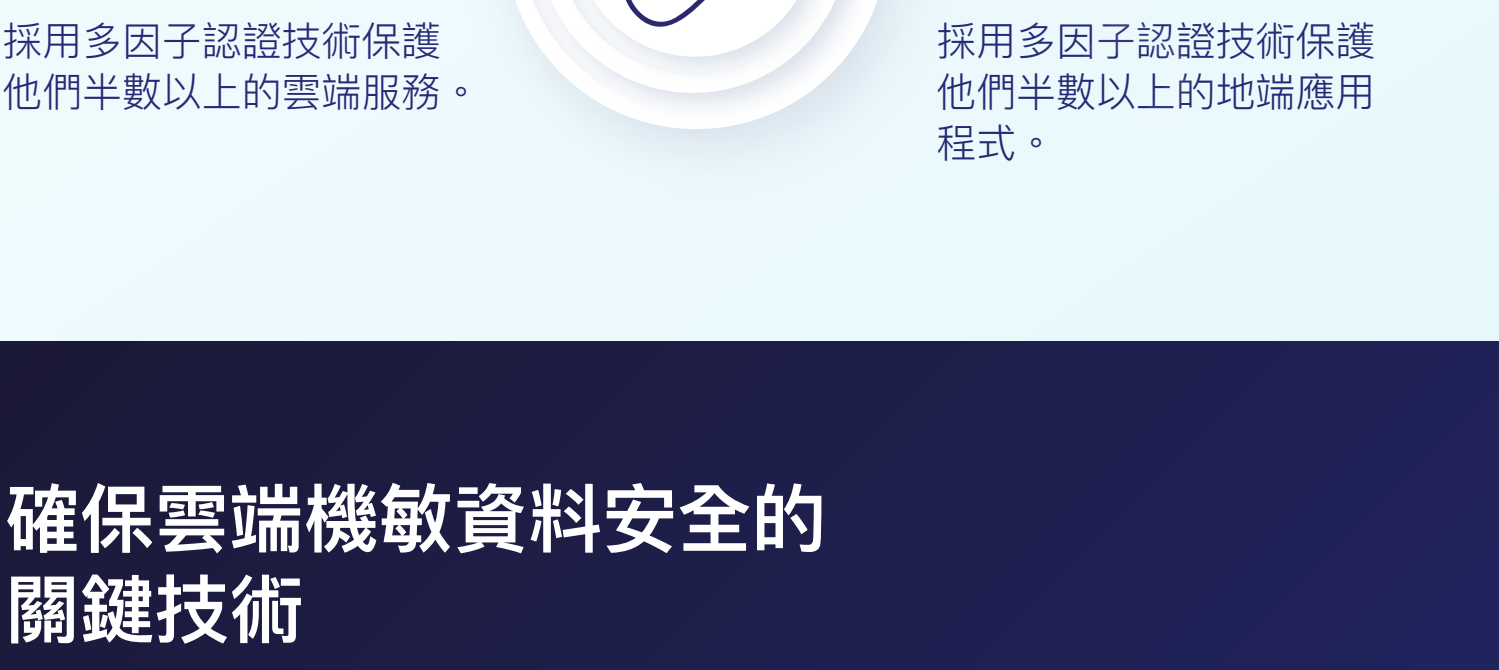 採用多因子認證技術保護
他們半數以上的雲端服務。
採用多因子認證技術保護
他們半數以上的地端應用
程式。
確保雲端機敏資料安全的
關鍵技術